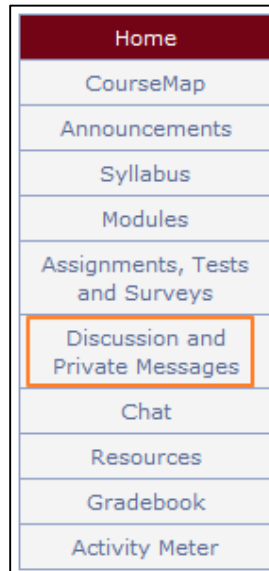 Home
CourseMap
Announcements
Syllabus
Modules
Assignments, Tests
and Surveys
Discussion and
Private Messages
Chat
Resources
Gradebook
Activity Meter